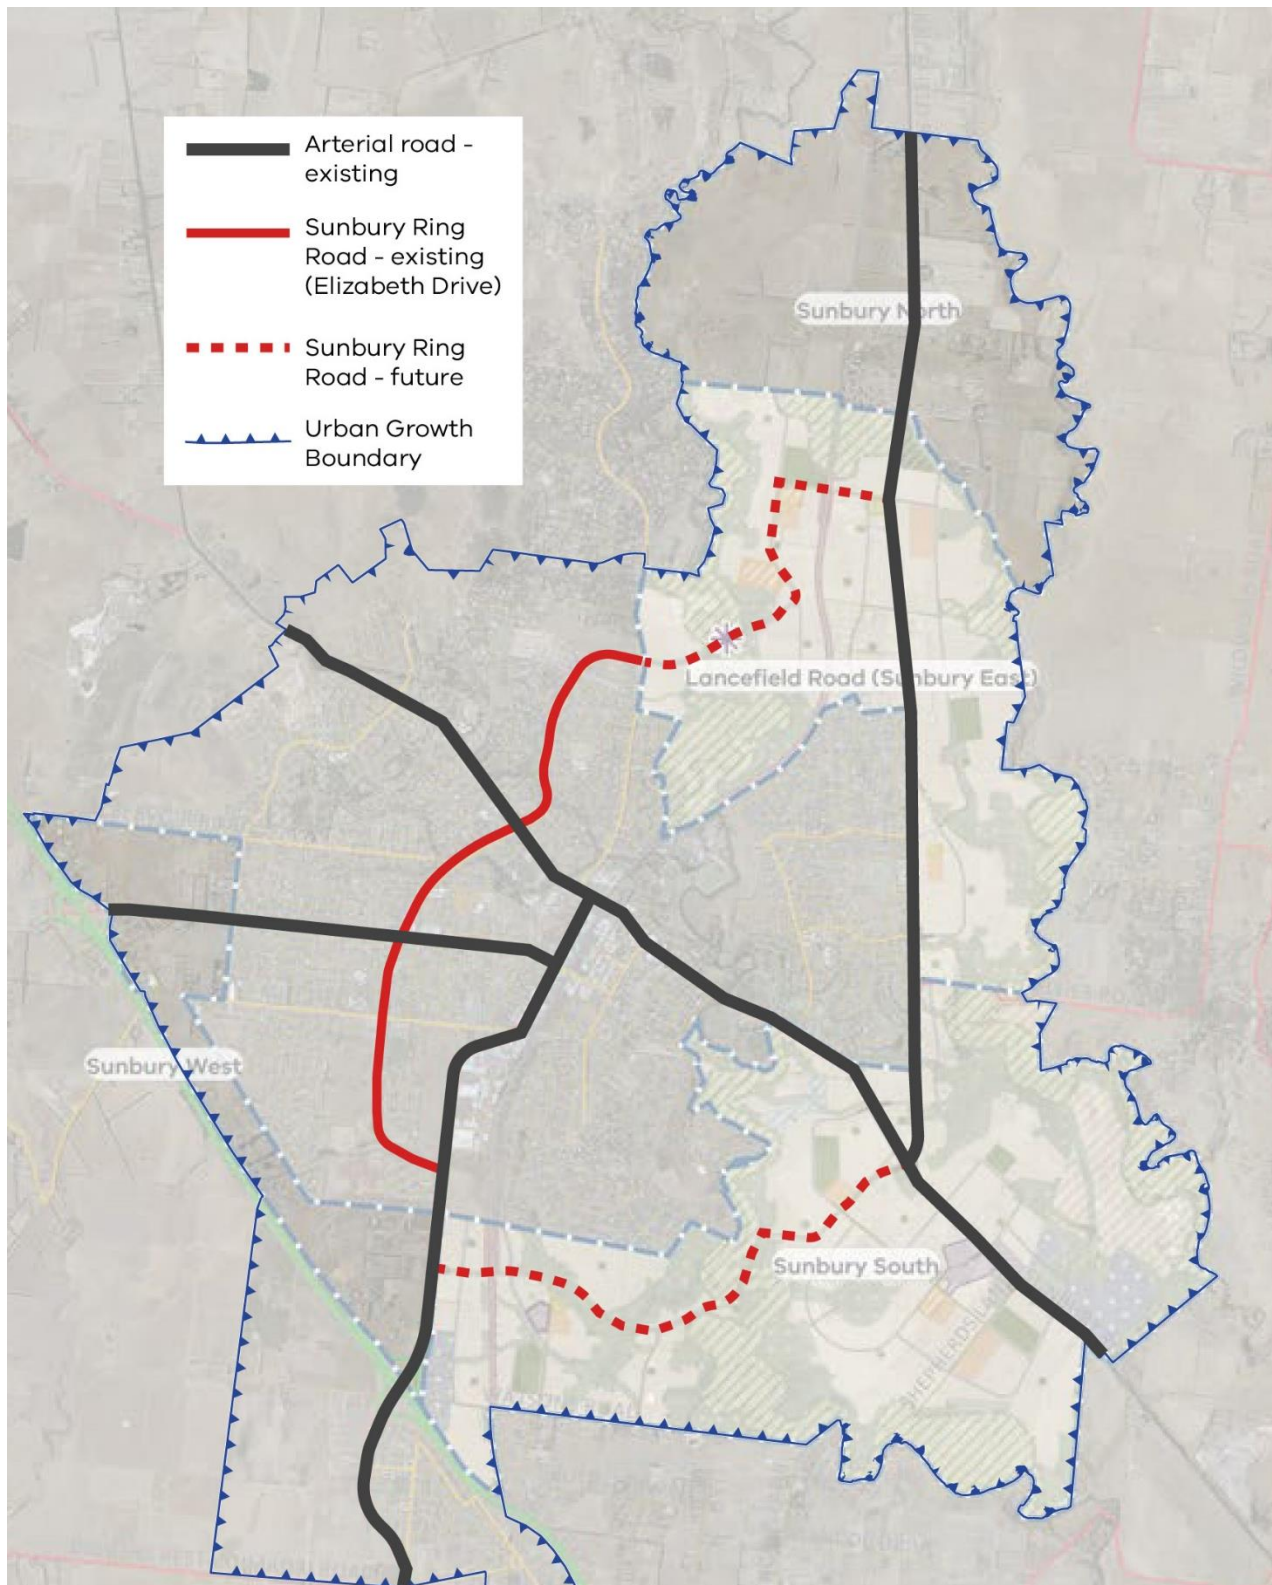 Arterial road -
existing
Sunbury Ring
Road - existing
(Elizabeth Drive)
Sunbury Ring
Road - future
Urban Growth
Boundary
Sunbury North
Lancefield Road (Sunbury East)
Sunbury West
Sunbury South